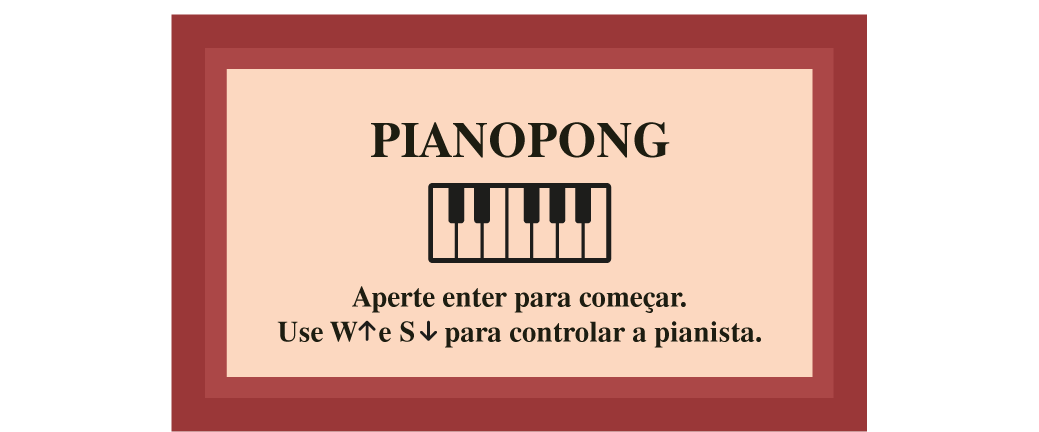 PIANOPONG
Aperte enter para começar.
Use W↑e S↓ para controlar a pianista.